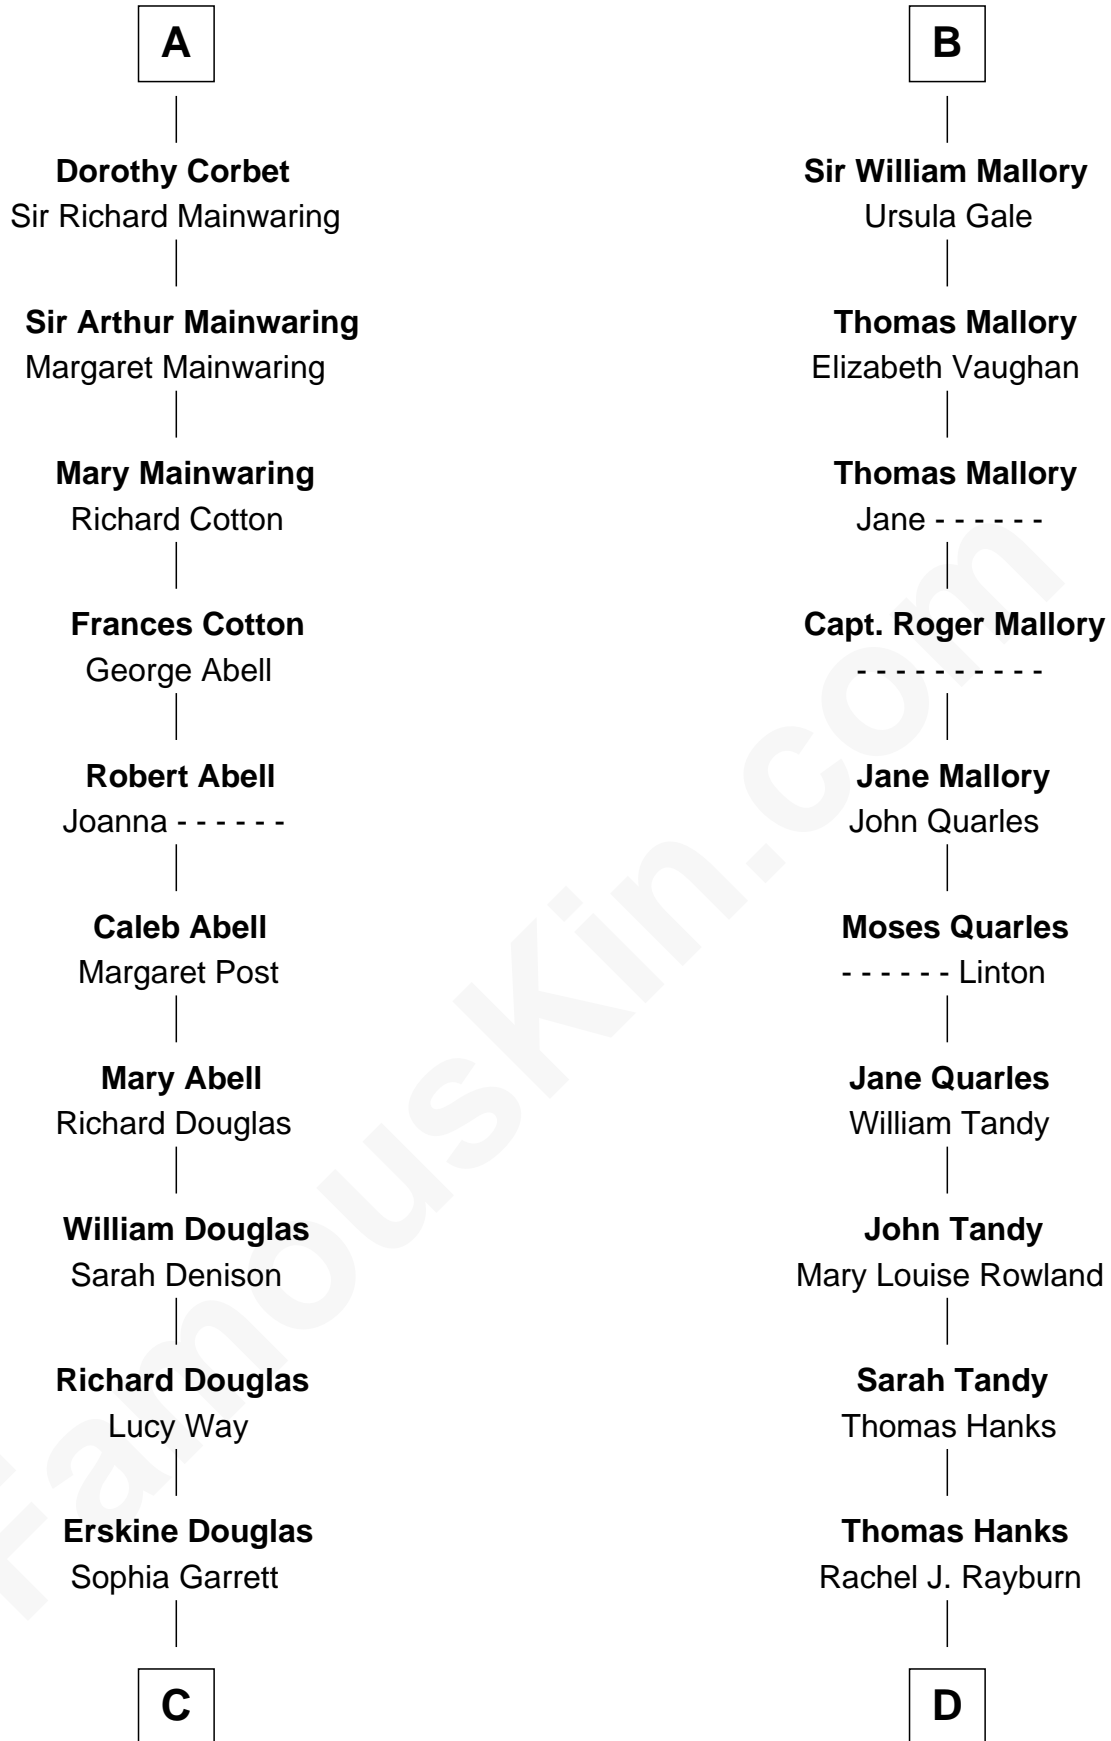 A
Dorothy Corbet
Sir Richard Mainwaring
Sir Arthur Mainwaring
Margaret Mainwaring
Mary Mainwaring
Richard Cotton
Frances Cotton
George Abell
Robert Abell
Joanna - - - - - -
Caleb Abell
Margaret Post
Mary Abell
Richard Douglas
William Douglas
Sarah Denison
Richard Douglas
Lucy Way
Erskine Douglas
Sophia Garrett
C
B
Sir William Mallory
Ursula Gale
Thomas Mallory
Elizabeth Vaughan
Thomas Mallory
Jane - - - - - -
Capt. Roger Mallory
- - - - - - - - - -
Jane Mallory
John Quarles
Moses Quarles
- - - - - - Linton
Jane Quarles
William Tandy
John Tandy
Mary Louise Rowland
Sarah Tandy
Thomas Hanks
Thomas Hanks
Rachel J. Rayburn
D
FamousKin.com